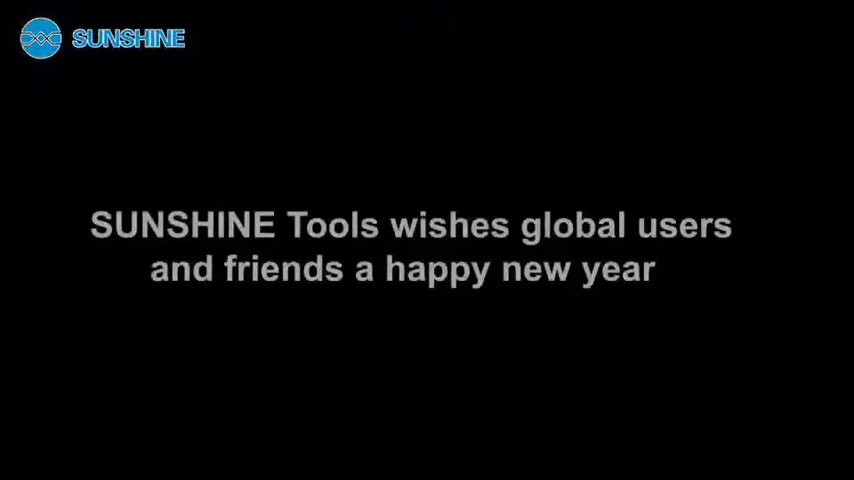 SUNSHINE
SUNSHINE Tools wishes global users
and friends a happy new year